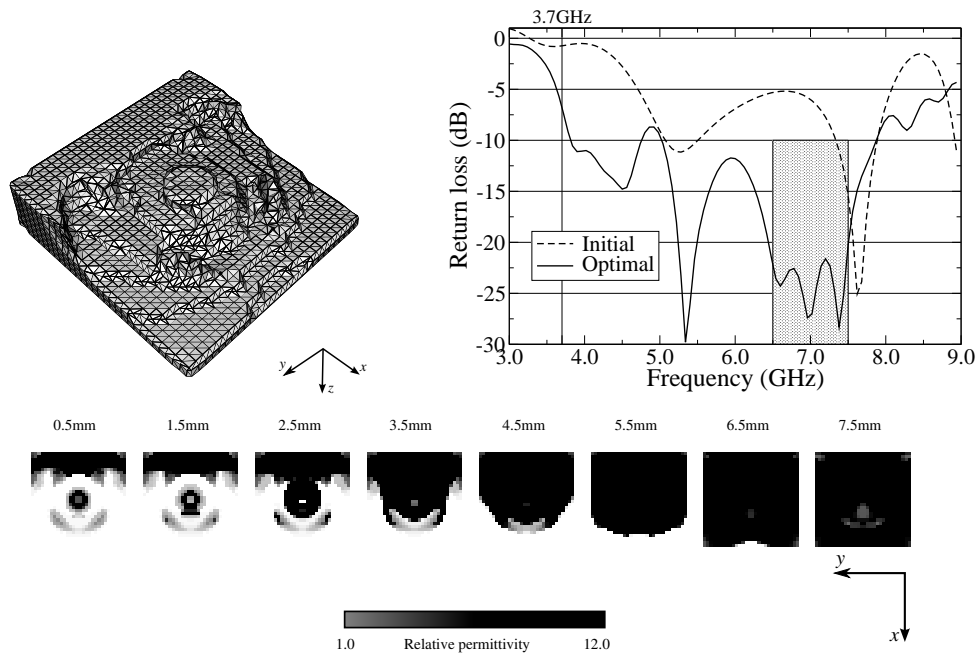 3.7GHz
0
-5
-10
-15
-20
-25
-30
Return loss (dB)
Initial
Optimal
3.0 4.0 5.0 6.0 7.0 8.0 9.0
Frequency (GHz)
y x
z
0.5mm 1.5mm 2.5mm 3.5mm 4.5mm 5.5mm 6.5mm 7.5mm
y
x
1.0 Relative permittivity 12.0